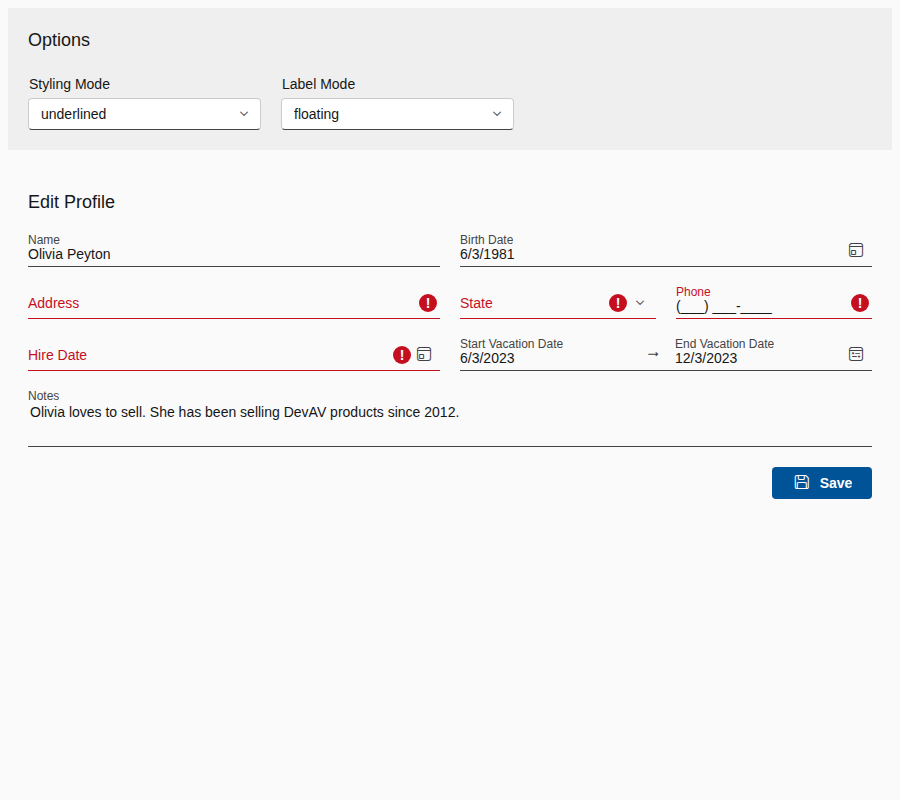 Options
Styling Mode
Label Mode
underlined
floating
Edit Profile
Name
Olivia Peyton
Birth Date
6/3/1981
Address
State
Phone
(___) ___-____
Hire Date
Start Vacation Date
6/3/2023
→
End Vacation Date
12/3/2023
Notes
Olivia loves to sell. She has been selling DevAV products since 2012.
Save